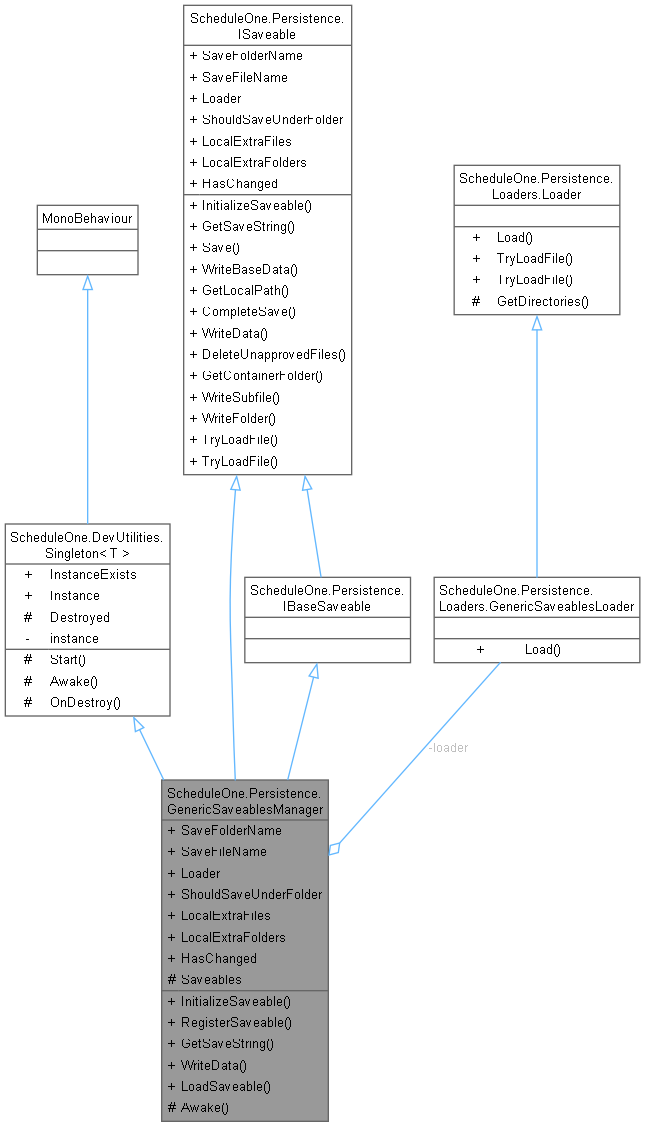 ScheduleOne.Persistence.
ISaveable
+ SaveFolderName
+ SaveFileName
+ Loader
+ ShouldSaveUnderFolder
+ LocalExtraFiles
+ LocalExtraFolders
+ HasChanged
+ InitializeSaveable()
+ GetSaveString()
+ Save()
+ WriteBaseData()
+ GetLocalPath()
+ CompleteSave()
+ WriteData()
+ DeleteUnapprovedFiles()
+ GetContainerFolder()
+ WriteSubfile()
+ WriteFolder()
+ TryLoadFile()
+ TryLoadFile()
ScheduleOne.Persistence.
Loaders.Loader
+ Load()
+ TryLoadFile()
+ TryLoadFile()
# GetDirectories()
MonoBehaviour
ScheduleOne.DevUtilities.
Singleton< T >
+ InstanceExists
+ Instance
# Destroyed
- instance
# Start()
# Awake()
# OnDestroy()
ScheduleOne.Persistence.
IBaseSaveable
ScheduleOne.Persistence.
Loaders.GenericSaveablesLoader
+ Load()
-loader
ScheduleOne.Persistence.
GenericSaveablesManager
+ SaveFolderName
+ SaveFileName
+ Loader
+ ShouldSaveUnderFolder
+ LocalExtraFiles
+ LocalExtraFolders
+ HasChanged
# Saveables
+ InitializeSaveable()
+ RegisterSaveable()
+ GetSaveString()
+ WriteData()
+ LoadSaveable()
# Awake()